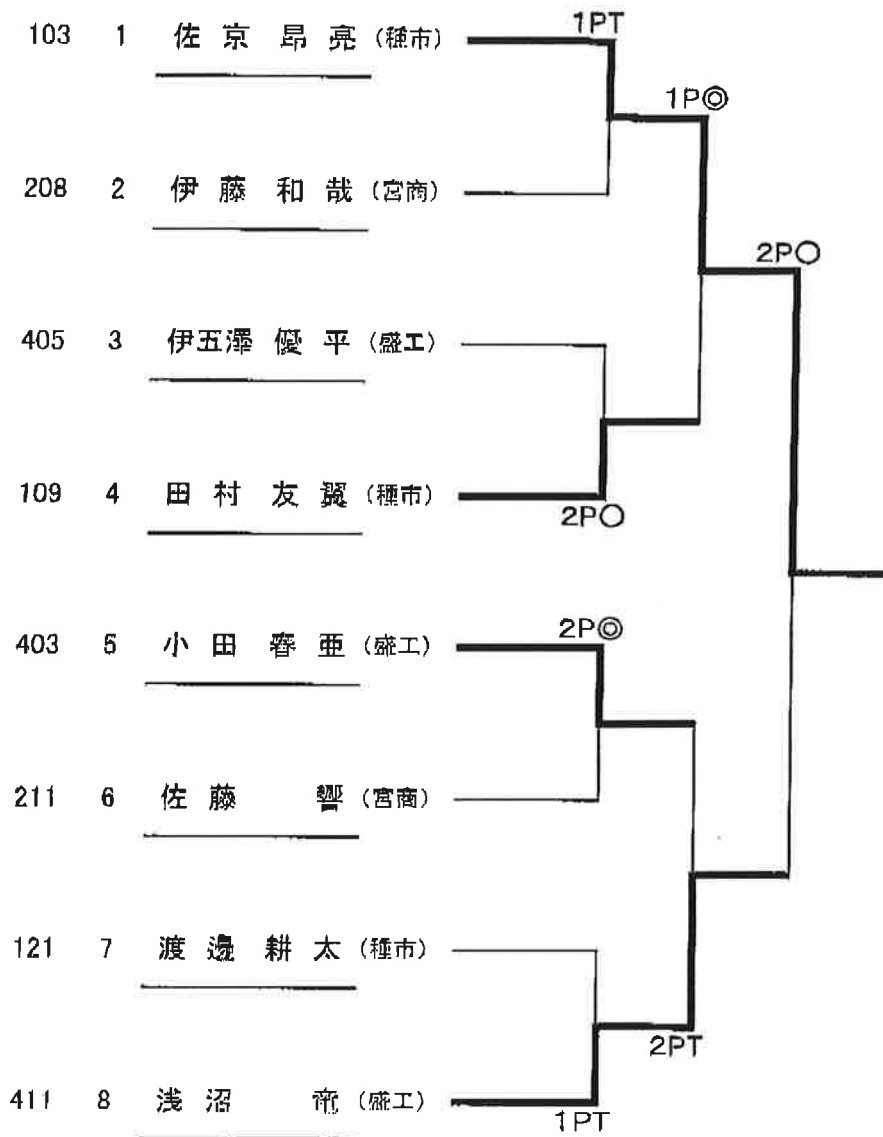 103 1 佐京昂亮 (種市) 1PT
1P◎
208 2 伊藤和哉 (宮商)
2P○
405 3 伊五澤優平 (盛工)
109 4 田村友翼 (種市) 2P○
403 5 小田春亜 (盛工) 2P◎
211 6 佐藤響 (宮商)
121 7 渡邊耕太 (種市)
2PT
411 8 浅沼 (盛工) 1PT